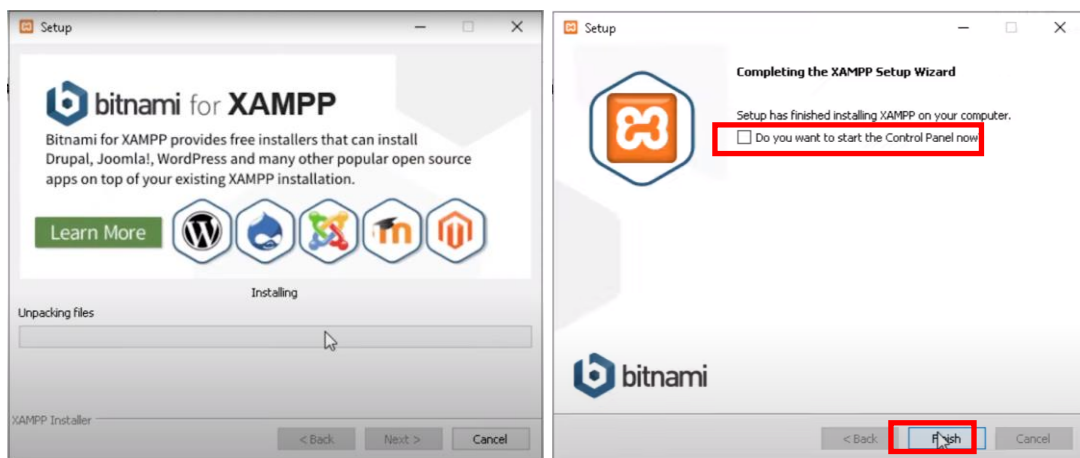 Setup
bitnami for XAMPP
Bitnami for XAMPP provides free installers that can install
Drupal, Joomla!, WordPress and many other popular open source
apps on top of your existing XAMPP installation.
Learn More
Installing
Unpacking files
XAMPP Installer
< Back
Next >
Cancel
Setup
Completing the XAMPP Setup Wizard
Setup has finished installing XAMPP on your computer.
Do you want to start the Control Panel now
bitnami
< Back
Finish
Cancel